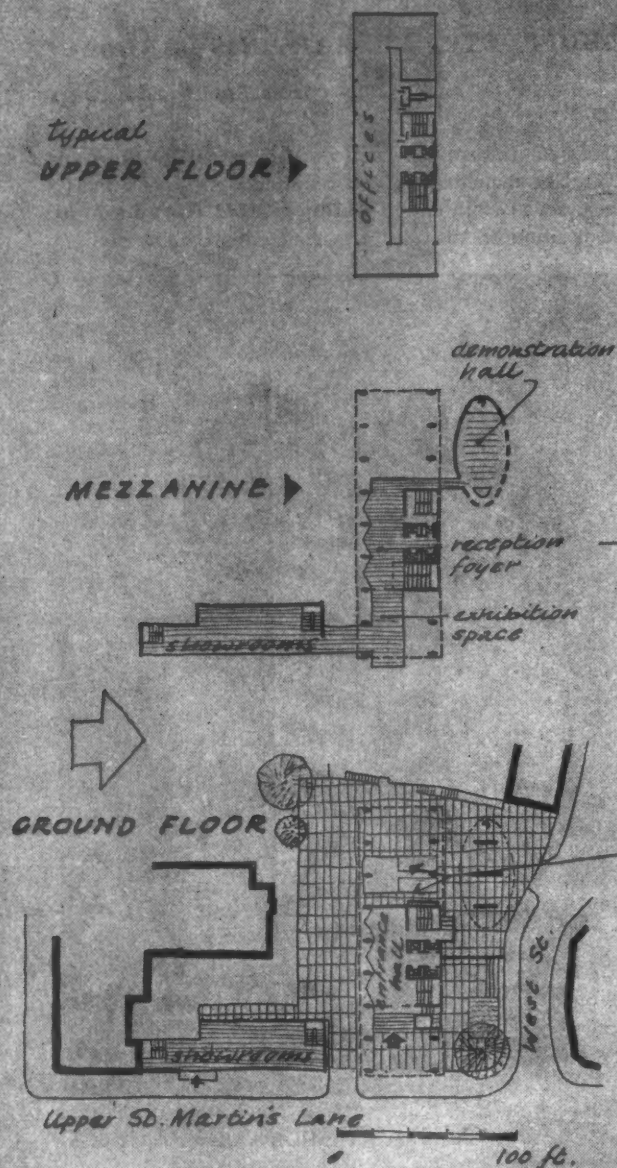 typical
UPPER FLOOR
OFFICES
demonstration
hall
MEZZANINE
reception
foyer
exhibition
space
showrooms
GROUND FLOOR
entrance
hall
West St.
showrooms
Upper St. Martin's Lane
0
100 ft.